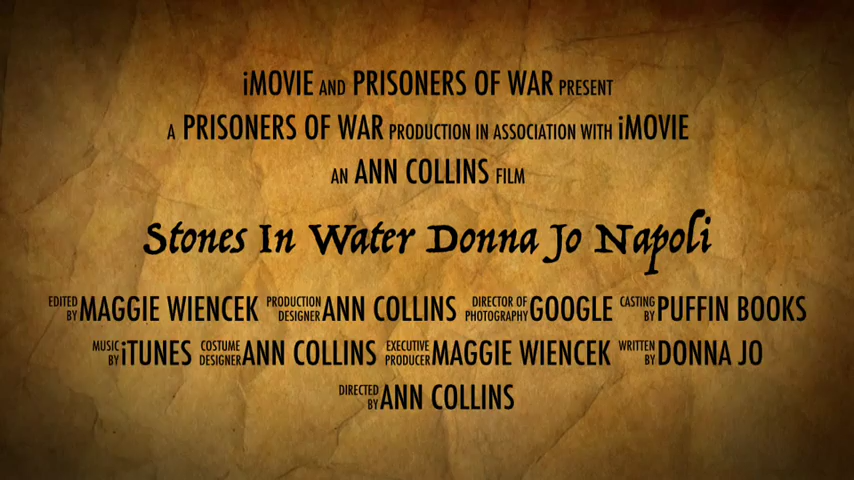 iMOVIE AND PRISONERS OF WAR PRESENT
A PRISONERS OF WAR PRODUCTION IN ASSOCIATION WITH iMOVIE
AN ANN COLLINS FILM
Stones In Water Donna Jo Napoli
EDITED BY MAGGIE WIENCEK PRODUCTION DESIGNER ANN COLLINS DIRECTOR OF PHOTOGRAPHY GOOGLE CASTING BY PUFFIN BOOKS
MUSIC BY iTUNES COSTUME DESIGNER ANN COLLINS EXECUTIVE PRODUCER MAGGIE WIENCEK WRITTEN BY DONNA JO
DIRECTED BY ANN COLLINS